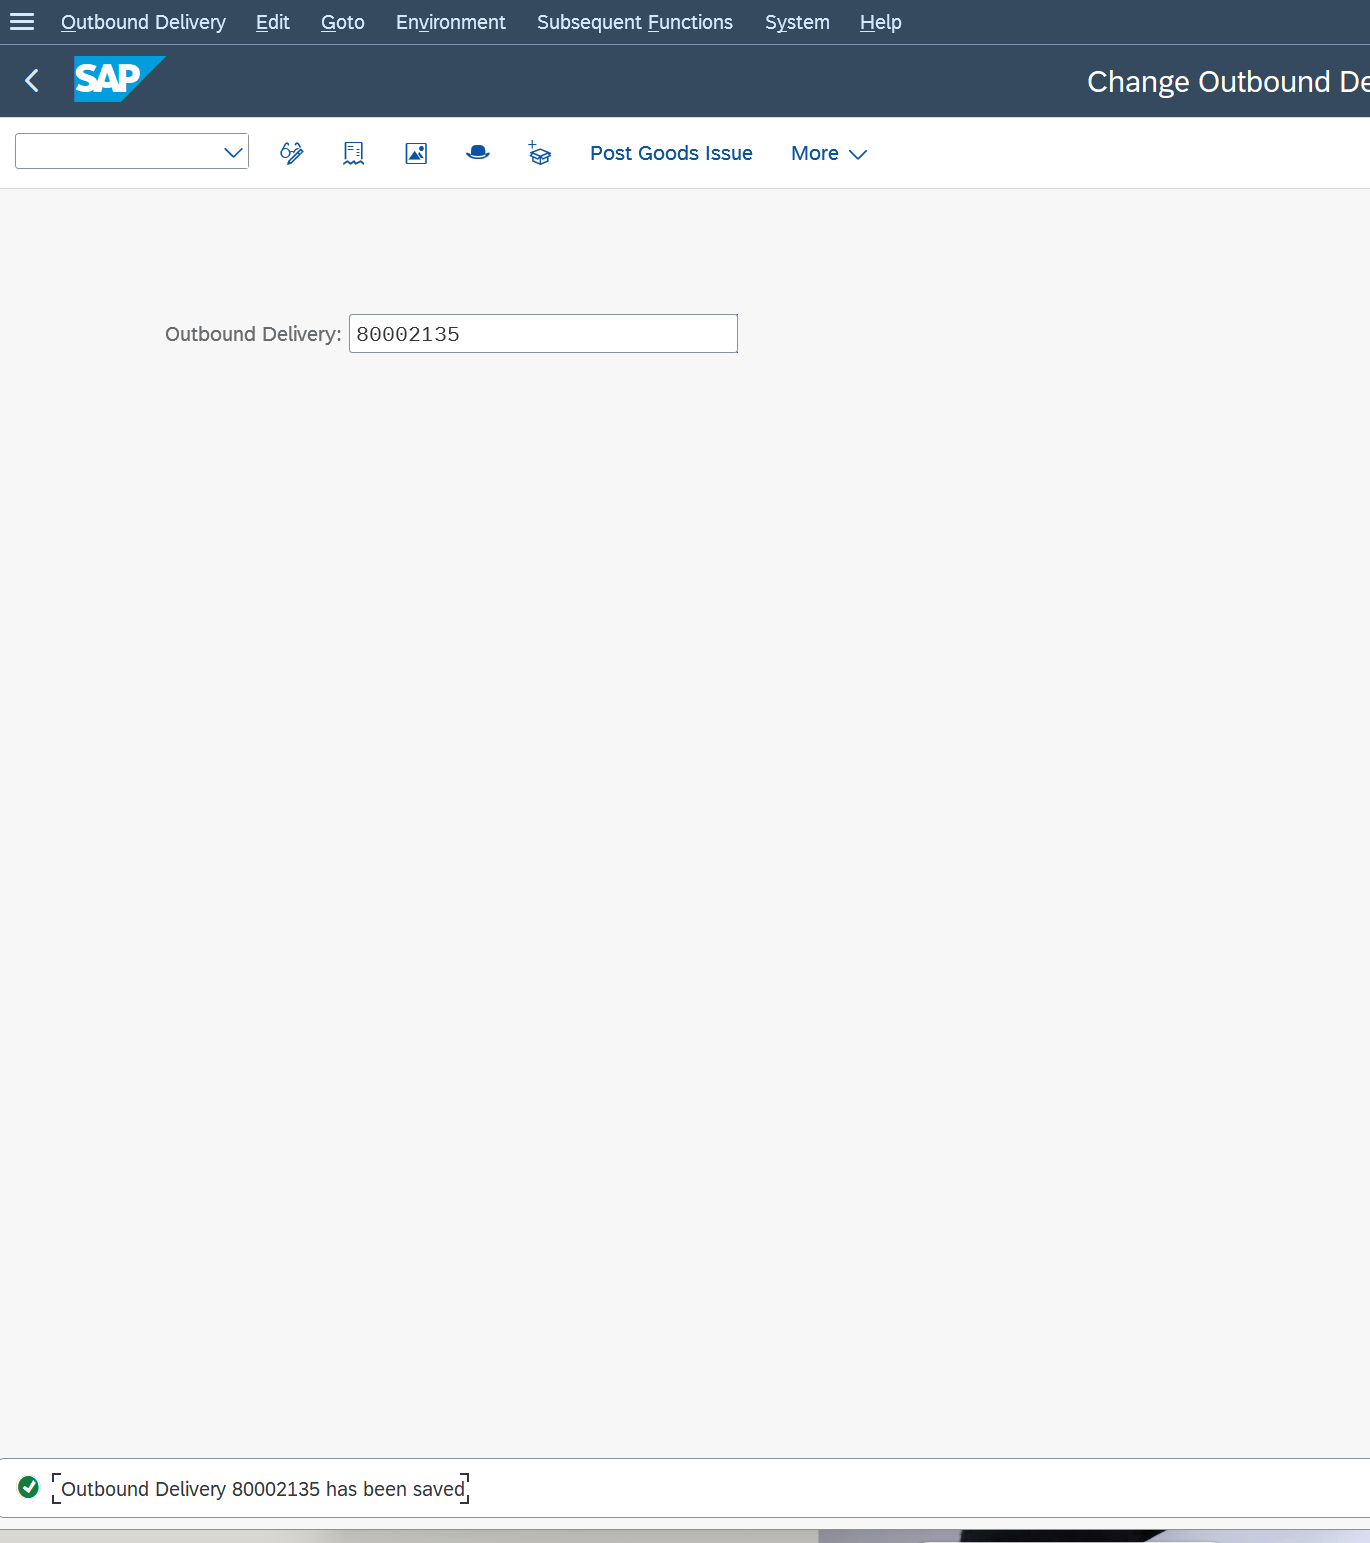 Outbound Delivery Edit Goto Environment Subsequent Functions System Help
SAP
Change Outbound De
Post Goods Issue More
Outbound Delivery: 80002135
Outbound Delivery 80002135 has been saved